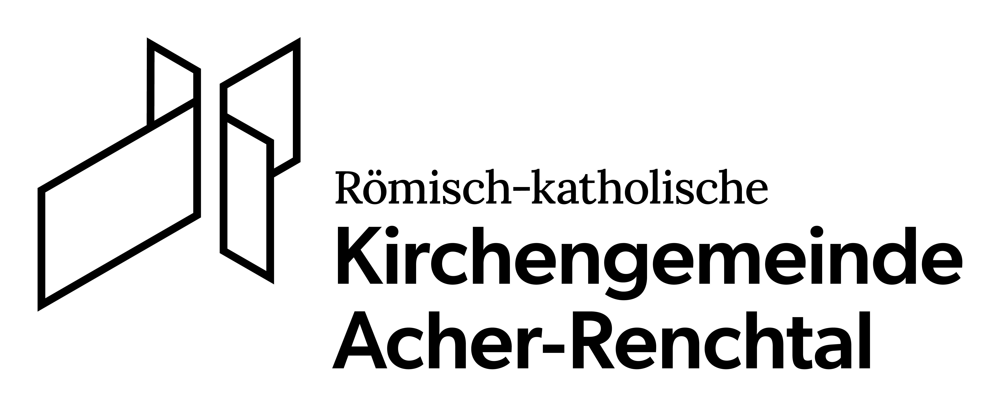 Römisch-katholische
Kirchengemeinde
Acher-Renchtal